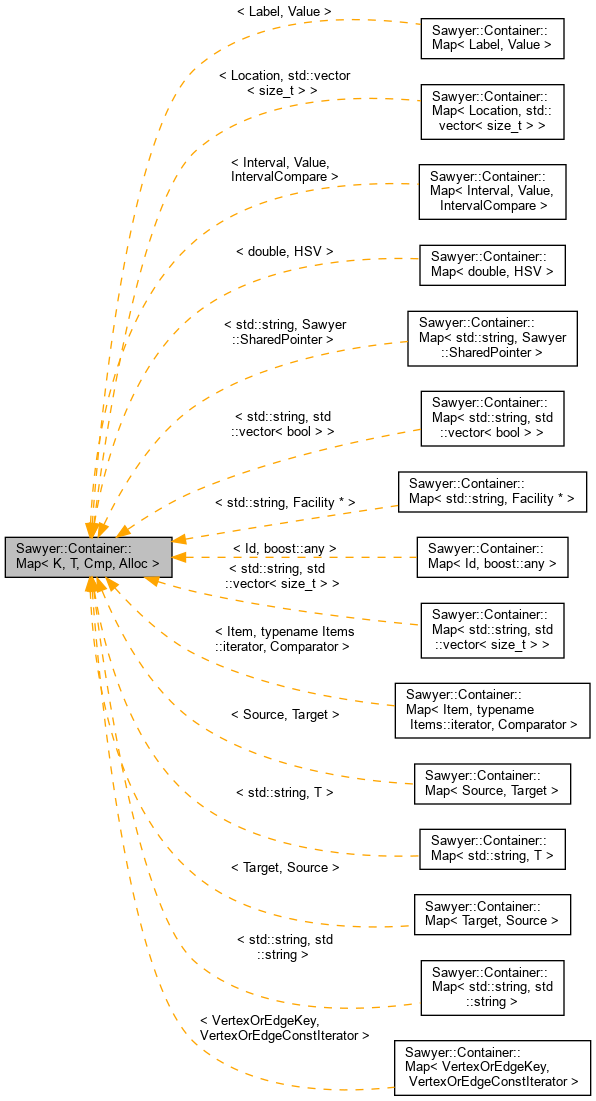 < Label, Value >
Sawyer::Container::
Map< Label, Value >
< Location, std::vector
< size_t > >
Sawyer::Container::
Map< Location, std::
vector< size_t > >
< Interval, Value,
IntervalCompare >
Sawyer::Container::
Map< Interval, Value,
IntervalCompare >
< double, HSV >
Sawyer::Container::
Map< double, HSV >
< std::string, Sawyer
::SharedPointer >
Sawyer::Container::
Map< std::string, Sawyer
::SharedPointer >
< std::string, std
::vector< bool > >
Sawyer::Container::
Map< std::string, std
::vector< bool > >
< std::string, Facility * >
Sawyer::Container::
Map< std::string, Facility * >
Sawyer::Container::
Map< K, T, Cmp, Alloc >
< Id, boost::any >
Sawyer::Container::
Map< Id, boost::any >
< std::string, std
::vector< size_t > >
Sawyer::Container::
Map< std::string, std
::vector< size_t > >
< Item, typename Items
::iterator, Comparator >
Sawyer::Container::
Map< Item, typename
Items::iterator, Comparator >
< Source, Target >
Sawyer::Container::
Map< Source, Target >
< std::string, T >
Sawyer::Container::
Map< std::string, T >
< Target, Source >
Sawyer::Container::
Map< Target, Source >
< std::string, std
::string >
Sawyer::Container::
Map< std::string, std
::string >
< VertexOrEdgeKey,
VertexOrEdgeConstIterator >
Sawyer::Container::
Map< VertexOrEdgeKey,
VertexOrEdgeConstIterator >